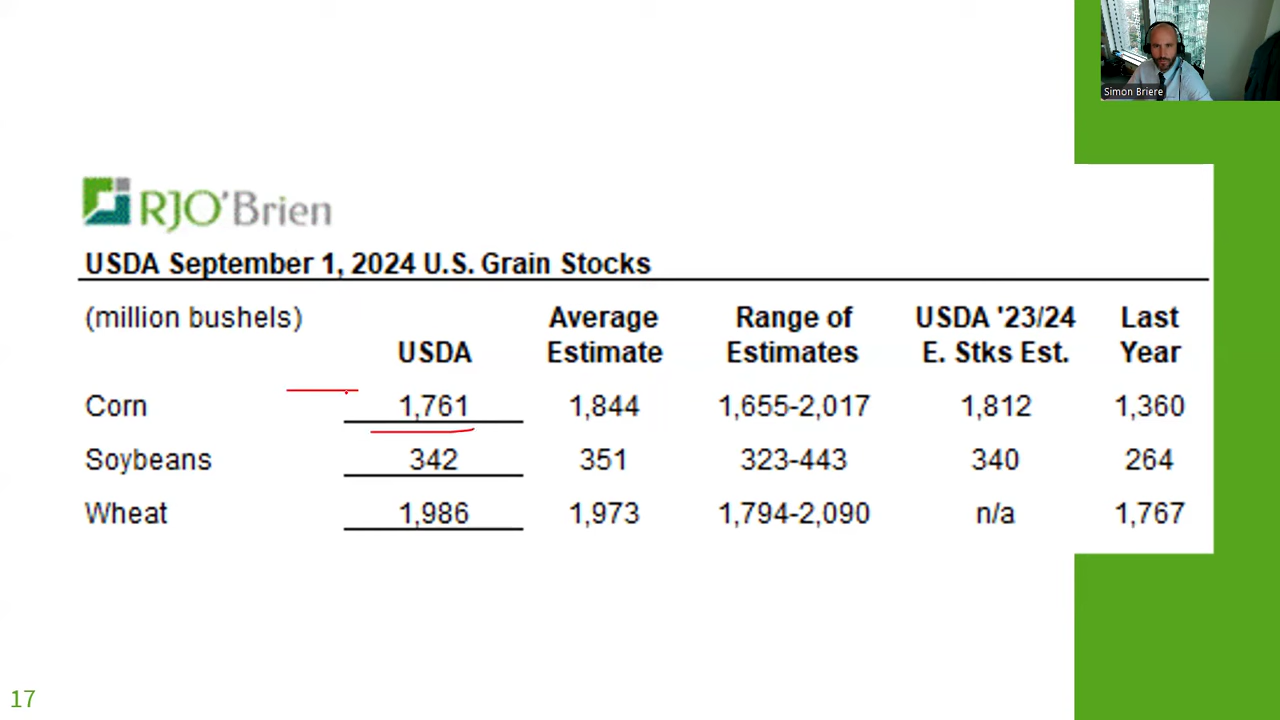 Simon Briere
RJO'Brien
USDA September 1, 2024 U.S. Grain Stocks
(million bushels) USDA Average Estimate Range of Estimates USDA '23/24 E. Stks Est. Last Year
Corn 1,761 1,844 1,655-2,017 1,812 1,360
Soybeans 342 351 323-443 340 264
Wheat 1,986 1,973 1,794-2,090 n/a 1,767
17